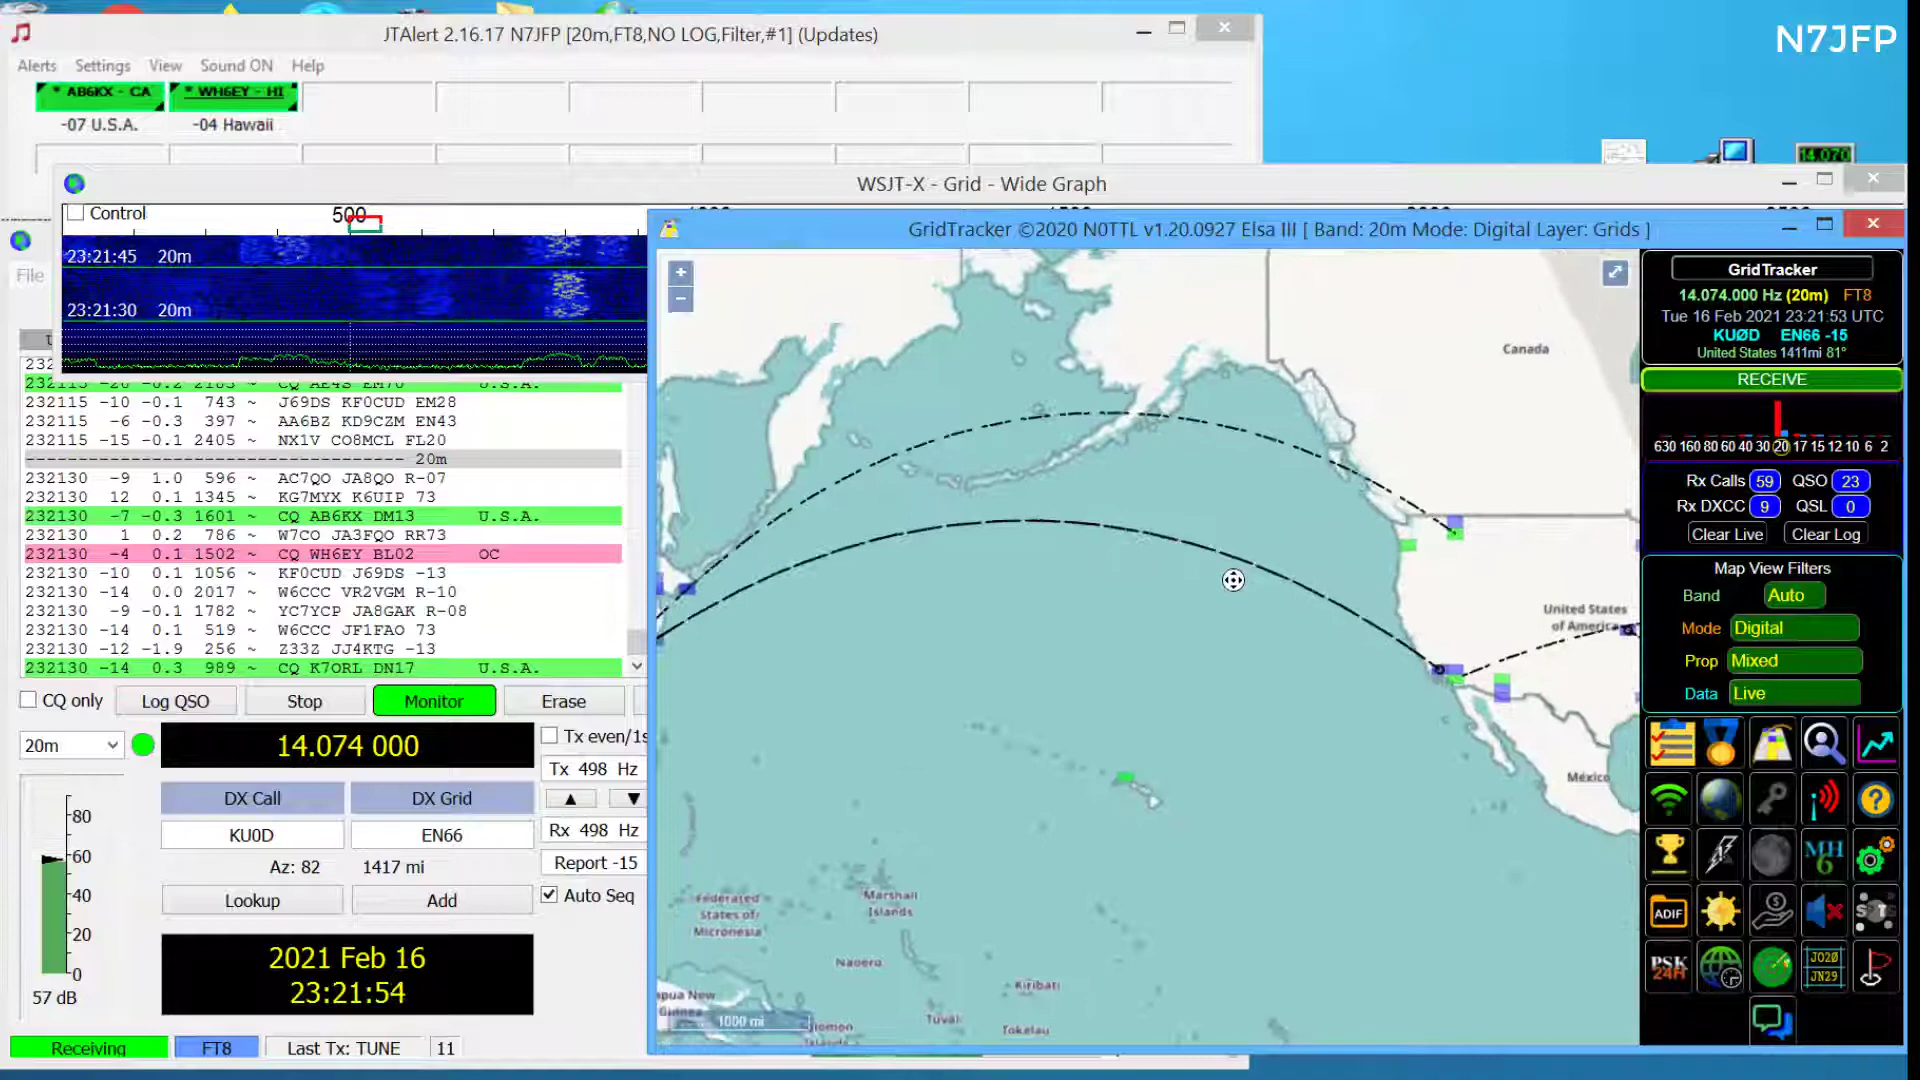 N7JFP
JTAlert 2.16.17 N7JFP [20m,FT8,NO LOG,Filter,#1] (Updates)
Alerts Settings View Sound ON Help
* AB6KX - CA * WH6EY - HI
-07 U.S.A. -04 Hawaii
14.070
WSJT-X - Grid - Wide Graph
Control 500
23:21:45 20m
23:21:30 20m
File
232115 -20 -0.2 2183 ~ CQ AE4S EM70 U.S.A.
232115 -10 -0.1 743 ~ J69DS KF0CUD EM28
232115 -6 -0.3 397 ~ AA6BZ KD9CZM EN43
232115 -15 -0.1 2405 ~ NX1V CO8MCL FL20
20m
232130 -9 1.0 596 ~ AC7QO JA8QLO R-07
232130 12 0.1 1345 ~ KG7MYX K6UIP 73
232130 -7 -0.3 1601 ~ CQ AB6KX DM13 U.S.A.
232130 1 0.2 786 ~ W7CO JA3FQO RR73
232130 -4 0.1 1502 ~ CQ WH6EY BL02 OC
232130 -10 0.1 1056 ~ KF0CUD J69DS -13
232130 -14 0.0 2017 ~ W6CCC VR2VGM R-10
232130 -9 -0.1 1782 ~ YC7YCP JA8GAK R-08
232130 -14 0.1 519 ~ W6CCC JF1FAO 73
232130 -12 -1.9 256 ~ Z33Z JJ4KTG -13
232130 -14 0.3 989 ~ CQ K7ORL DN17 U.S.A.
CQ only Log QSO Stop Monitor Erase
20m 14.074 000 Tx even/1s
Tx 498 Hz
DX Call DX Grid
KU0D EN66 Rx 498 Hz
Az: 82 1417 mi Report -15
Lookup Add Auto Seq
80
60
40
20
0
57 dB
2021 Feb 16
23:21:54
Receiving FT8 Last Tx: TUNE 11
GridTracker ©2020 N0TTL v1.20.0927 Elsa III [ Band: 20m Mode: Digital Layer: Grids ]
+
−
Canada
United States
of America
México
Federated
States of
Micronesia
Marshall
Islands
Naoero
Kiribati
Tuvalu
Tokelau
1000 mi
GridTracker
14.074.000 Hz (20m) FT8
Tue 16 Feb 2021 23:21:53 UTC
KUØD EN66 -15
United States 1411mi 81°
RECEIVE
630 160 80 60 40 30 20 17 15 12 10 6 2
Rx Calls 59 QSO 23
Rx DXCC 9 QSL 0
Clear Live Clear Log
Map View Filters
Band Auto
Mode Digital
Prop Mixed
Data Live
MH
6
ADIF
PSK
24H
JO20
JN29